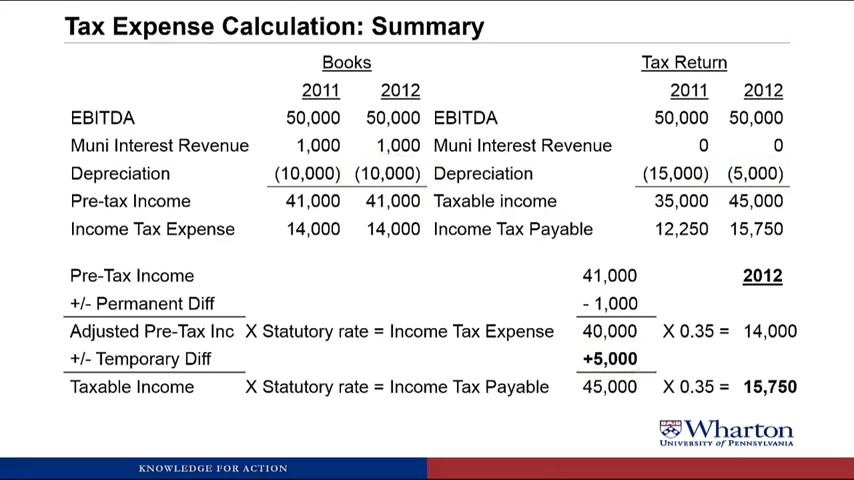 Tax Expense Calculation: Summary
Books Tax Return
2011 2012 2011 2012
EBITDA 50,000 50,000 EBITDA 50,000 50,000
Muni Interest Revenue 1,000 1,000 Muni Interest Revenue 0 0
Depreciation (10,000) (10,000) Depreciation (15,000) (5,000)
Pre-tax Income 41,000 41,000 Taxable income 35,000 45,000
Income Tax Expense 14,000 14,000 Income Tax Payable 12,250 15,750
Pre-Tax Income 41,000 2012
+/- Permanent Diff - 1,000
Adjusted Pre-Tax Inc X Statutory rate = Income Tax Expense 40,000 X 0.35 = 14,000
+/- Temporary Diff +5,000
Taxable Income X Statutory rate = Income Tax Payable 45,000 X 0.35 = 15,750
Wharton
UNIVERSITY of PENNSYLVANIA
KNOWLEDGE FOR ACTION